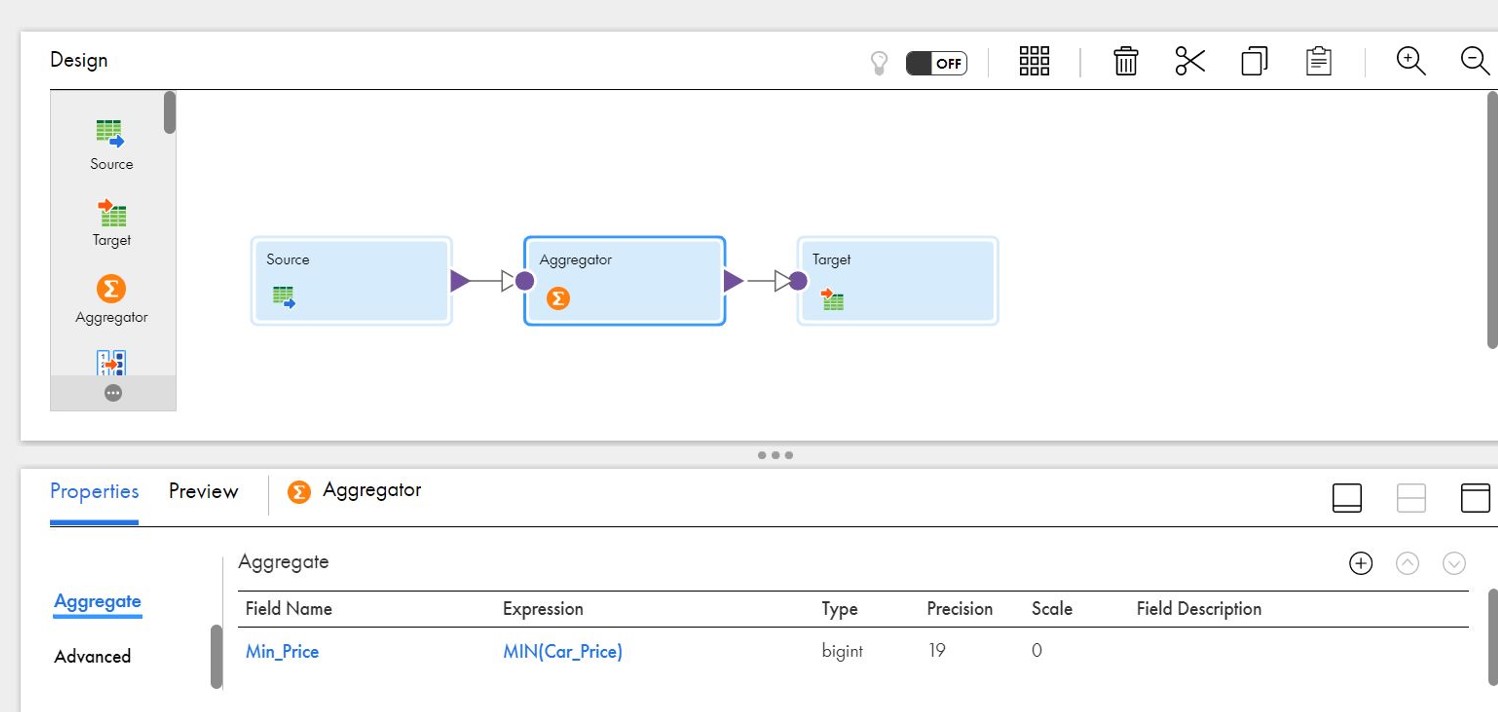 Design
OFF
Source
Target
Aggregator
Source
Aggregator
Target
Properties Preview Aggregator
Aggregate
Advanced
Aggregate
Field Name Expression Type Precision Scale Field Description
Min_Price MIN(Car_Price) bigint 19 0